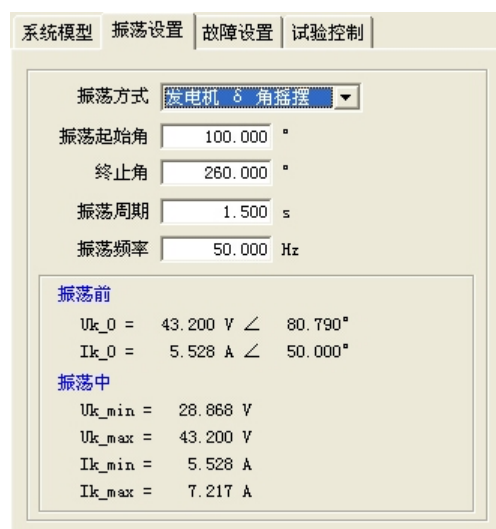 系统模型 振荡设置 故障设置 试验控制
振荡方式 发电机 δ 角摇摆
振荡起始角 100.000 °
终止角 260.000 °
振荡周期 1.500 s
振荡频率 50.000 Hz
振荡前
Uk_0 = 43.200 V ∠ 80.790°
Ik_0 = 5.528 A ∠ 50.000°
振荡中
Uk_min = 28.868 V
Uk_max = 43.200 V
Ik_min = 5.528 A
Ik_max = 7.217 A